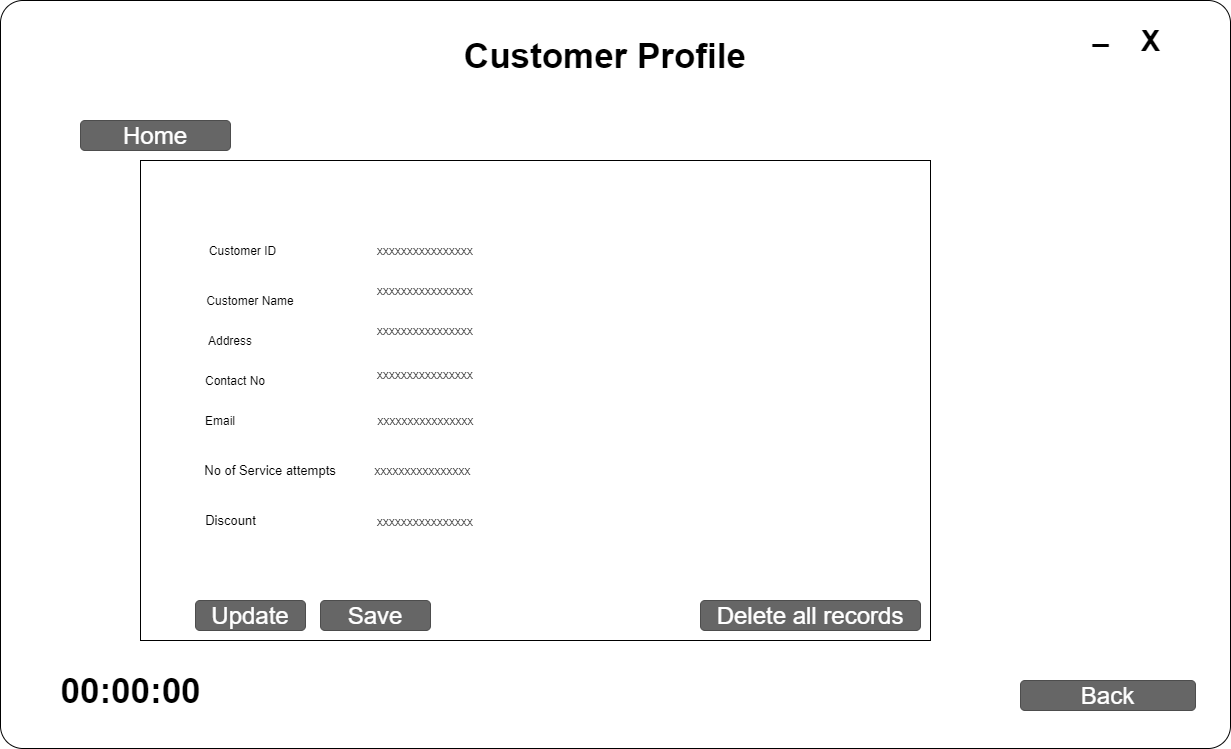 Customer Profile
– X
Home
Customer ID xxxxxxxxxxxxxxxx
Customer Name xxxxxxxxxxxxxxxx
Address xxxxxxxxxxxxxxxx
Contact No xxxxxxxxxxxxxxxx
Email xxxxxxxxxxxxxxxx
No of Service attempts xxxxxxxxxxxxxxxx
Discount xxxxxxxxxxxxxxxx
Update Save Delete all records
00:00:00 Back